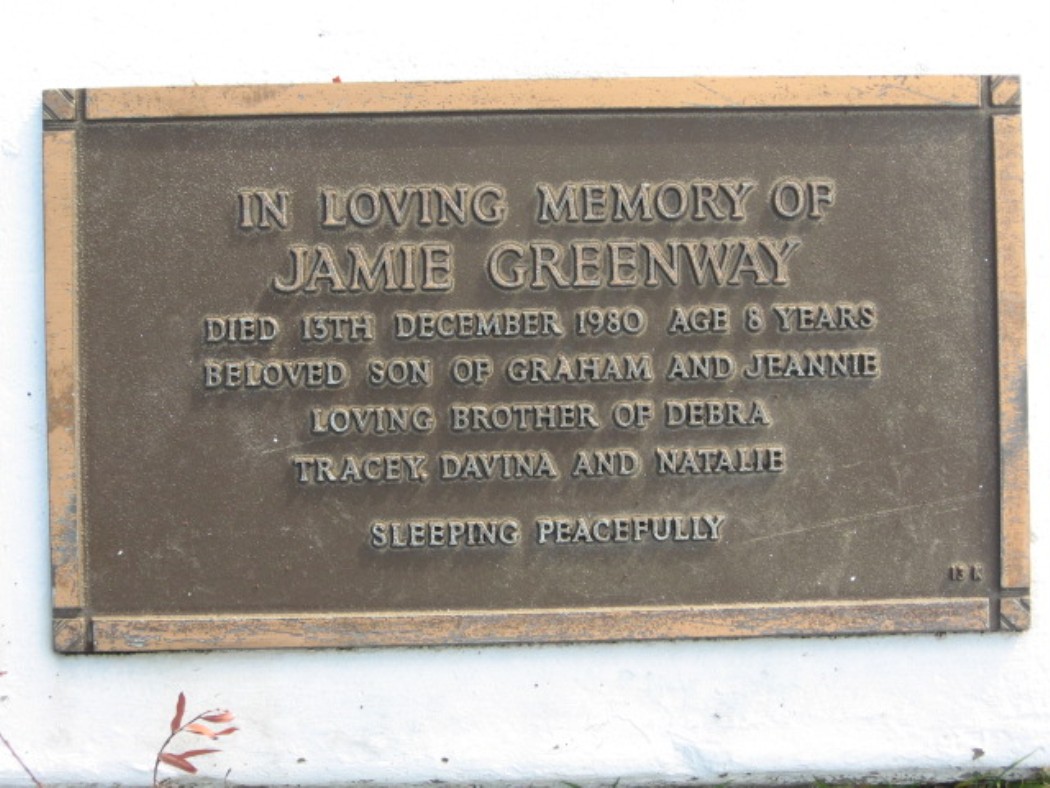 IN LOVING MEMORY OF
JAMIE GREENWAY
DIED 13TH DECEMBER 1980 AGE 8 YEARS
BELOVED SON OF GRAHAM AND JEANNIE
LOVING BROTHER OF DEBRA
TRACEY, DAVINA AND NATALIE
SLEEPING PEACEFULLY
13 K